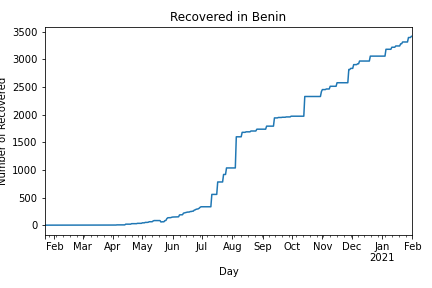 Recovered in Benin
Number of Recovered
3500
3000
2500
2000
1500
1000
500
0
Feb Mar Apr May Jun Jul Aug Sep Oct Nov Dec Jan Feb
2021
Day